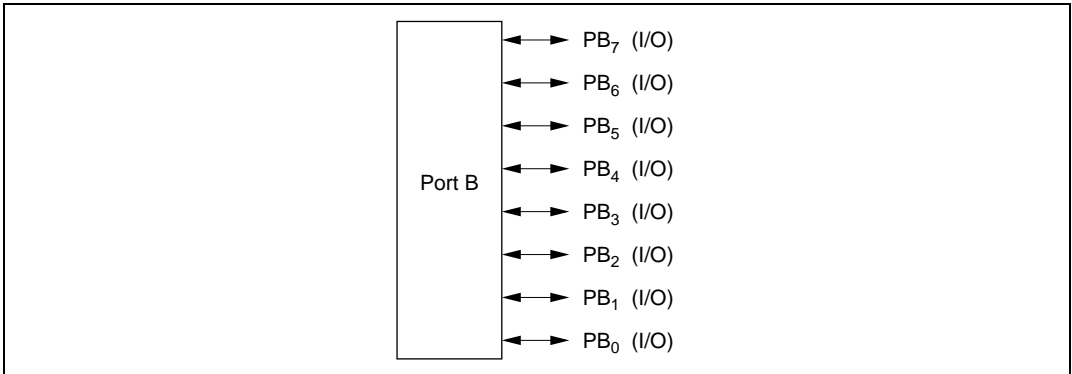 PB7 (I/O)
PB6 (I/O)
PB5 (I/O)
PB4 (I/O)
Port B
PB3 (I/O)
PB2 (I/O)
PB1 (I/O)
PB0 (I/O)